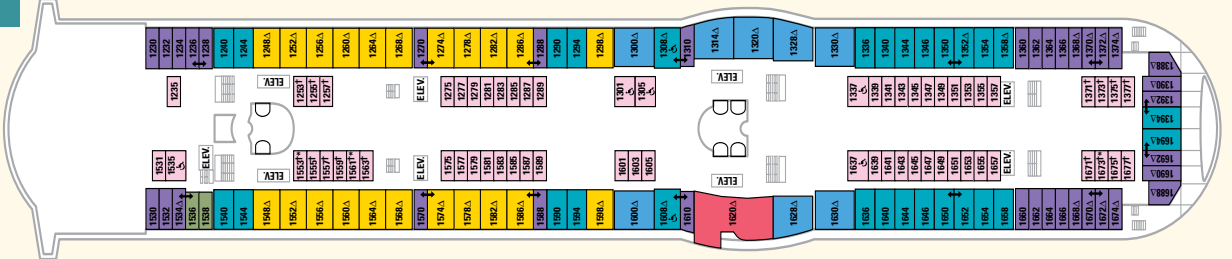 1230 1232 1234 1236 1238 1240 1244 1248△ 1252△ 1256△ 1260△ 1264△ 1268△ 1270 1274△ 1278△ 1282△ 1286△ 1288 1290 1294 1298△ 1300△ 1308△ 1310 1314△ 1320△ 1328△ 1330△ 1336 1340 1344 1346 1350 1352△ 1354 1358△ 1360 1362 1364 1366 1368△ 1370△ 1372△ 1374△
ELEV. ELEV.
1235 1253† 1255† 1257† ELEV. 1275 1277 1279 1281 1283 1285 1287 1289 1301 1305 1337 1339 1341 1343 1345 1347 1349 1351 1353 1355 1357 ELEV. 1371† 1373† 1375† 1377†
1388△
1390△
1392△
1394△
1694△
1692△
1690△
1688△
1531 1535 ELEV. 1553†* 1555† 1557† 1559† 1561†* 1563† ELEV. 1575 1577 1579 1581 1583 1585 1587 1589 1601 1603 1605 1637 1639 1641 1643 1645 1647 1649 1651 1653 1655 1657 ELEV. 1671† 1673†* 1675† 1677†
ELEV. ELEV.
1530 1532 1534△ 1536 1538 1540 1544 1548△ 1552△ 1556△ 1560△ 1564△ 1568△ 1570 1574△ 1578△ 1582△ 1586△ 1588 1590 1594 1598△ 1600△ 1608△ 1610 1620△ 1628△ 1630△ 1636 1640 1644 1646 1650 1652 1654 1658 1660 1662 1664 1666 1668△ 1670△ 1672△ 1674△